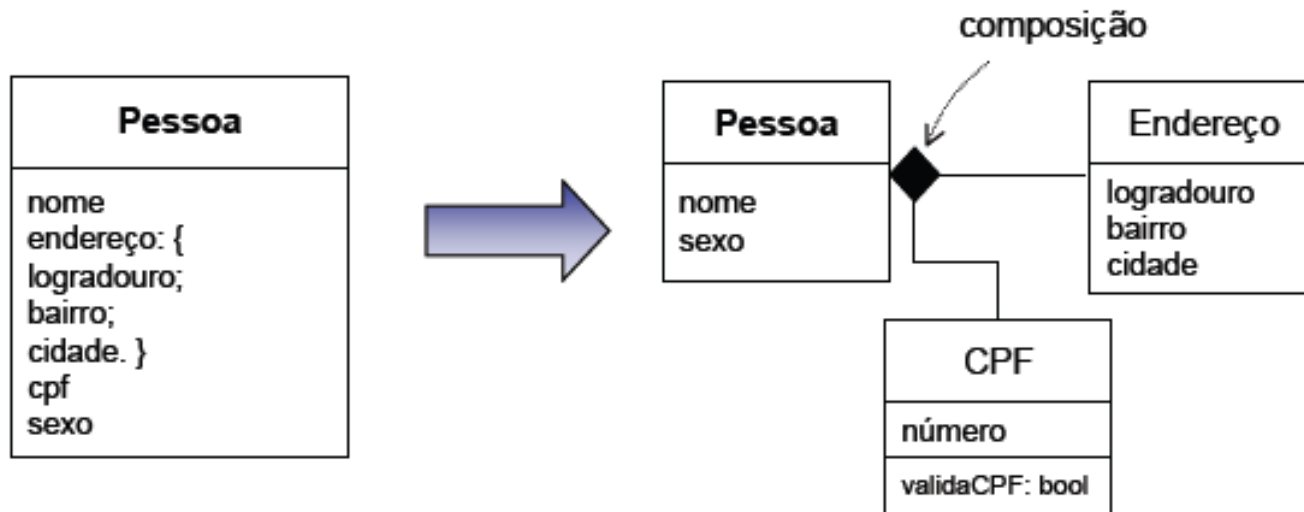 Pessoa
nome
endereço: {
logradouro;
bairro;
cidade. }
cpf
sexo
composição
Pessoa
nome
sexo
Endereço
logradouro
bairro
cidade
CPF
número
validaCPF: bool